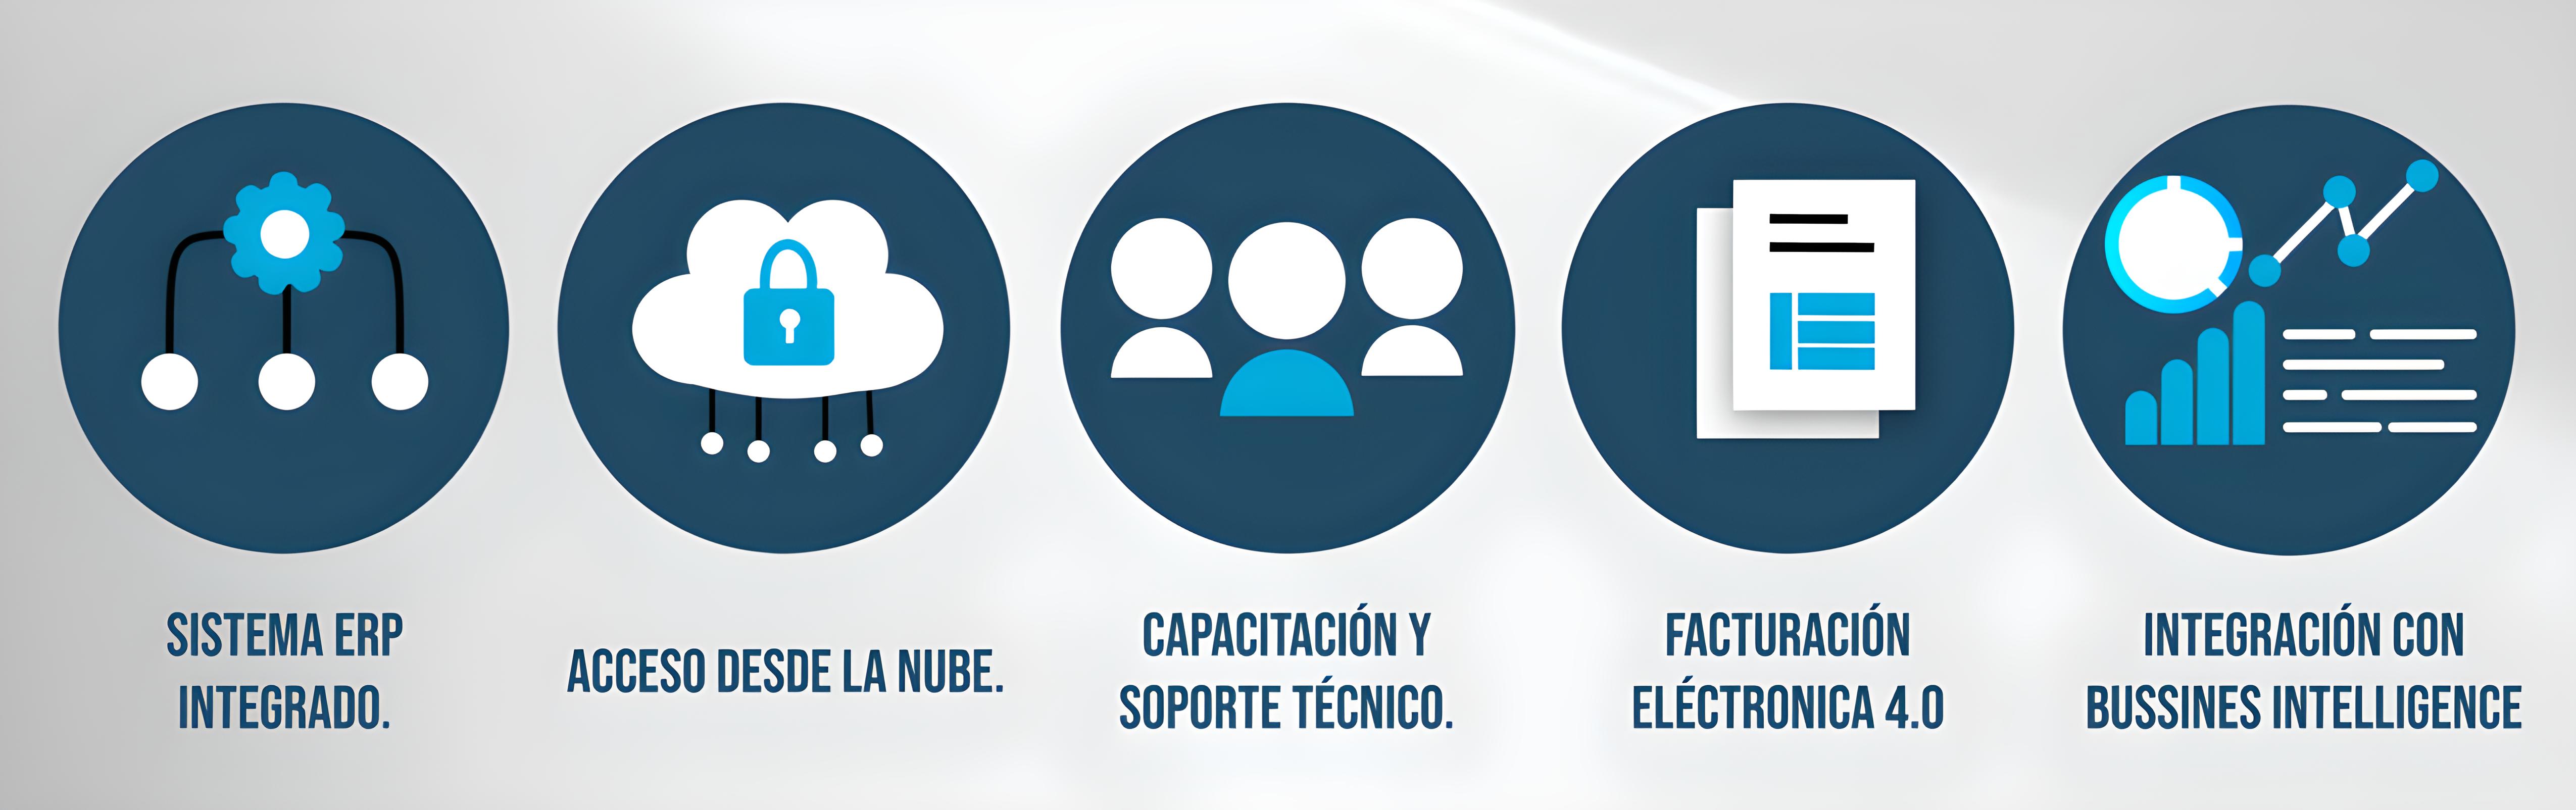 SISTEMA ERP
INTEGRADO.
ACCESO DESDE LA NUBE.
CAPACITACIÓN Y
SOPORTE TÉCNICO.
FACTURACIÓN
ELÉCTRONICA 4.0
INTEGRACIÓN CON
BUSSINES INTELLIGENCE